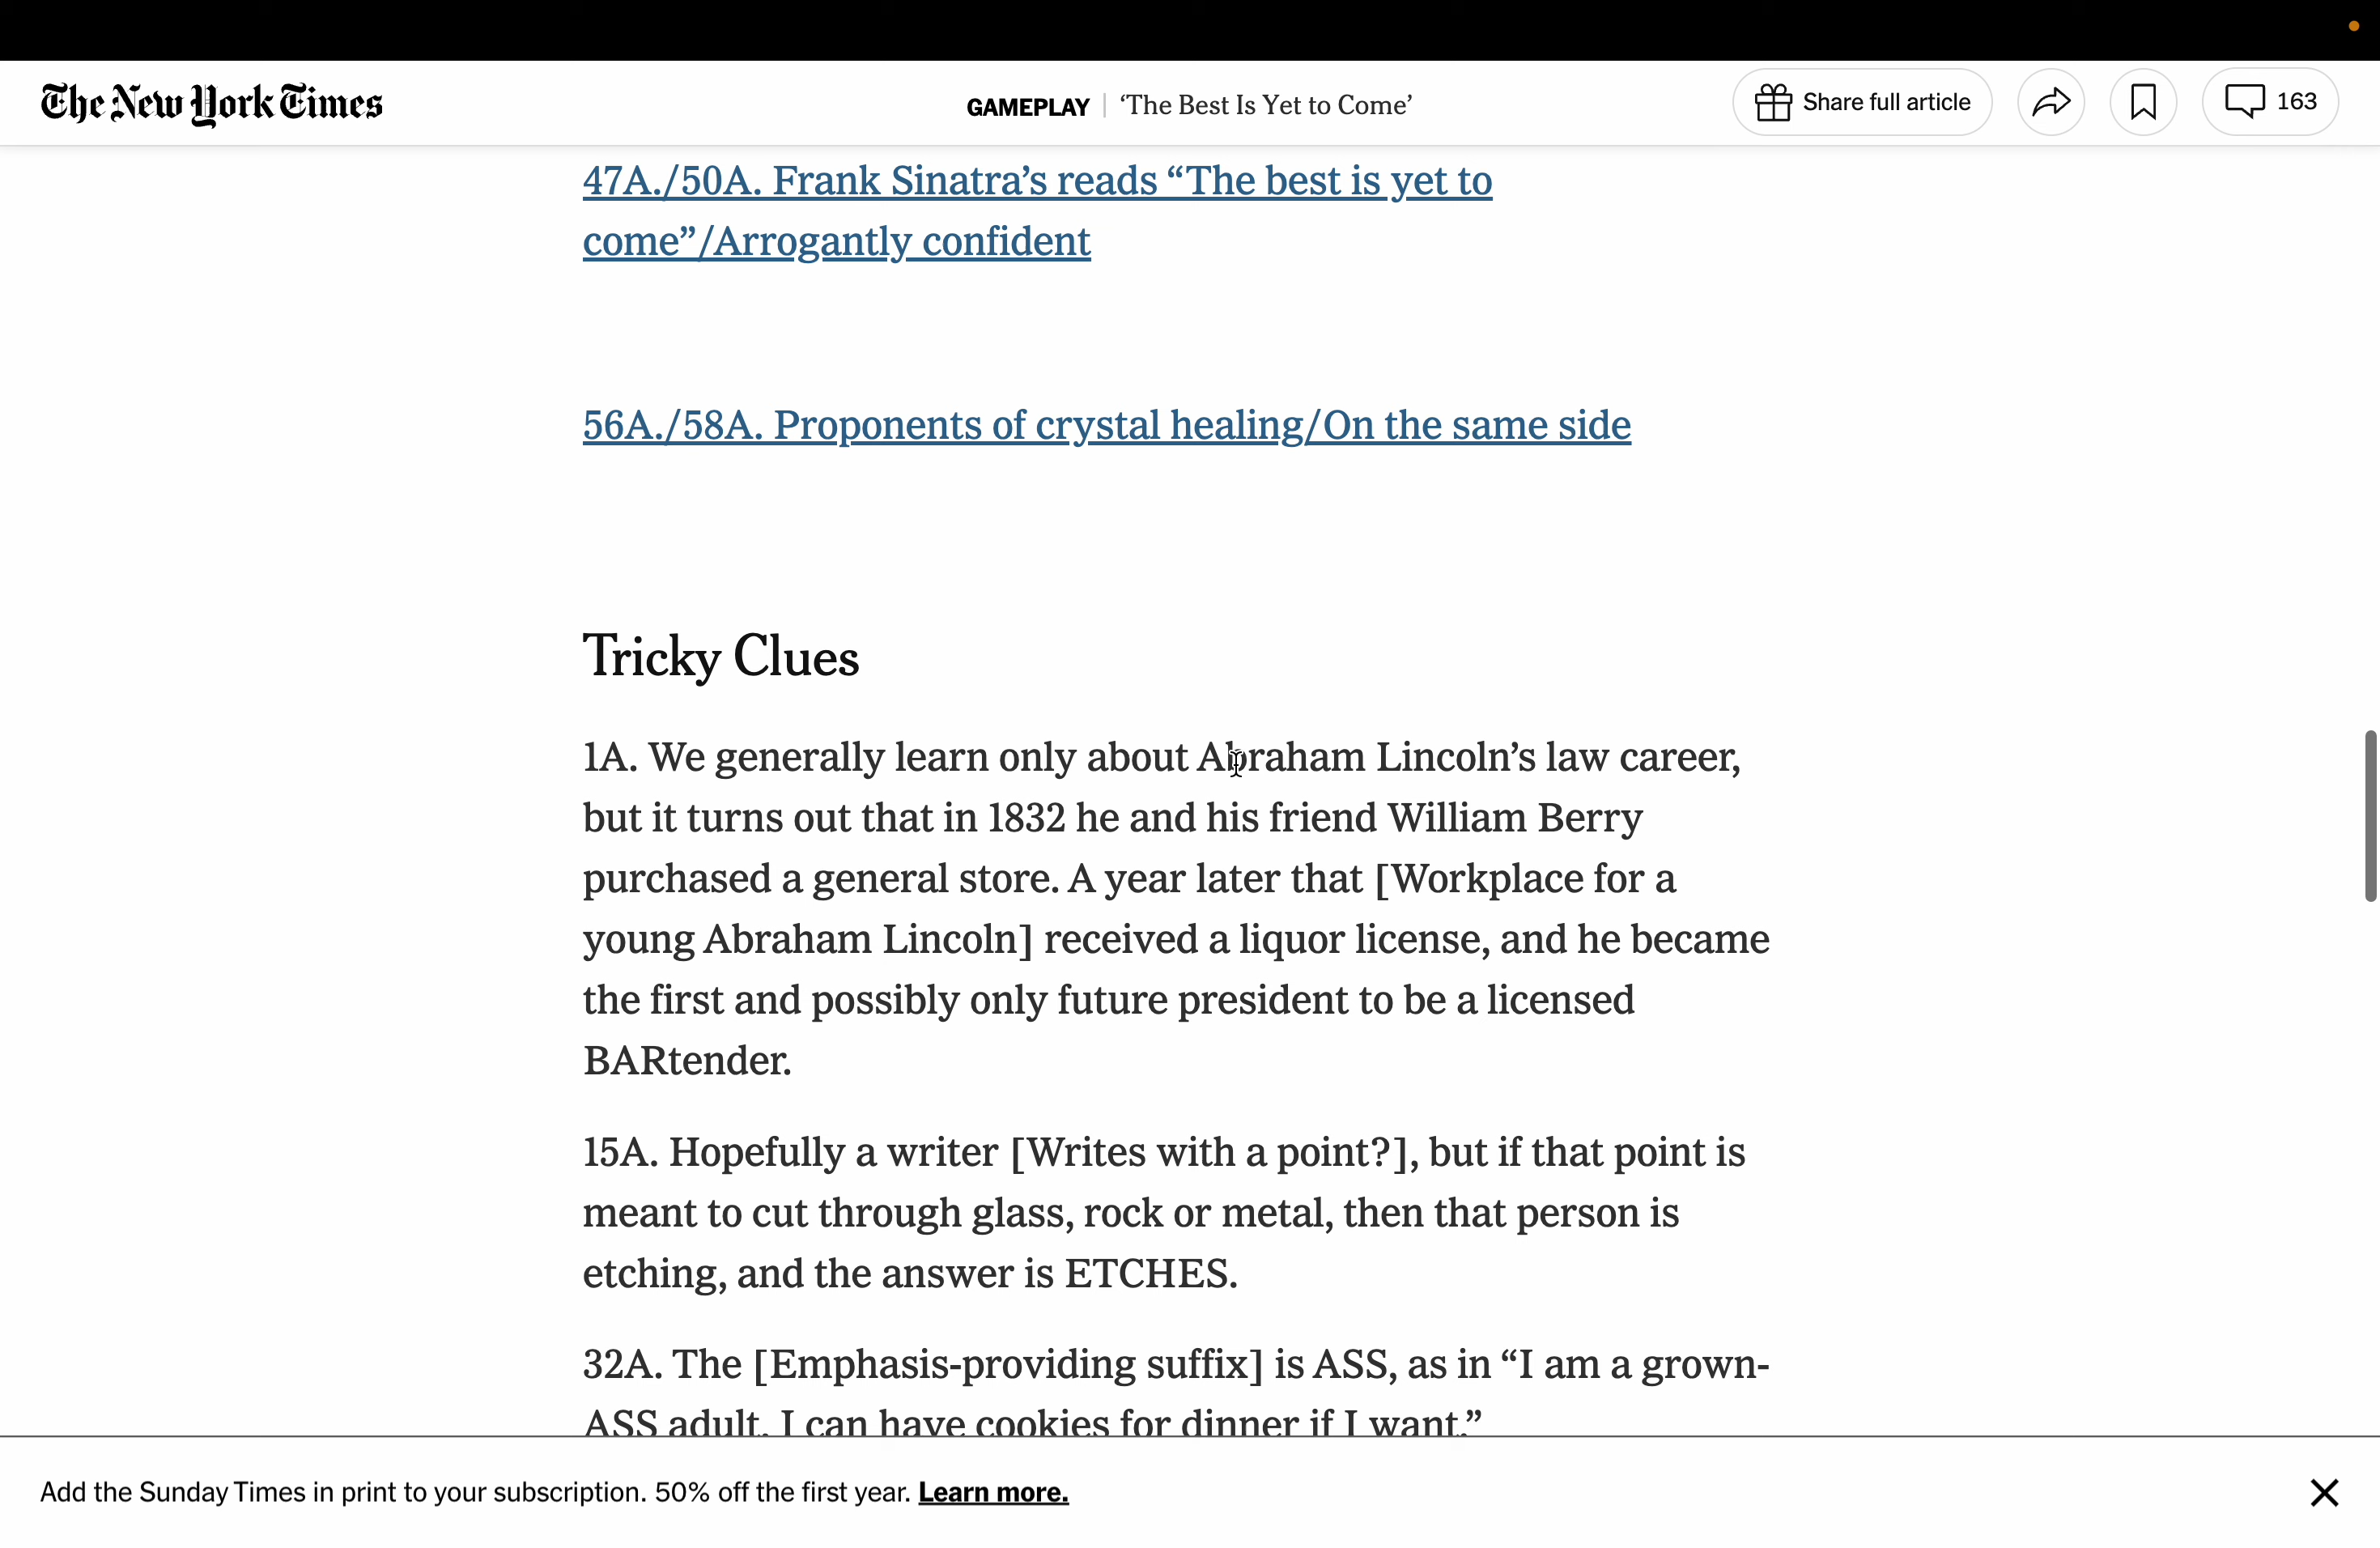 The New York Times
GAMEPLAY | ‘The Best Is Yet to Come’
Share full article
163
47A./50A. Frank Sinatra’s reads “The best is yet to
come”/Arrogantly confident
56A./58A. Proponents of crystal healing/On the same side
Tricky Clues
1A. We generally learn only about Abraham Lincoln’s law career,
but it turns out that in 1832 he and his friend William Berry
purchased a general store. A year later that [Workplace for a
young Abraham Lincoln] received a liquor license, and he became
the first and possibly only future president to be a licensed
BARtender.
15A. Hopefully a writer [Writes with a point?], but if that point is
meant to cut through glass, rock or metal, then that person is
etching, and the answer is ETCHES.
32A. The [Emphasis-providing suffix] is ASS, as in “I am a grown-
ASS adult. I can have cookies for dinner if I want.”
Add the Sunday Times in print to your subscription. 50% off the first year. Learn more.